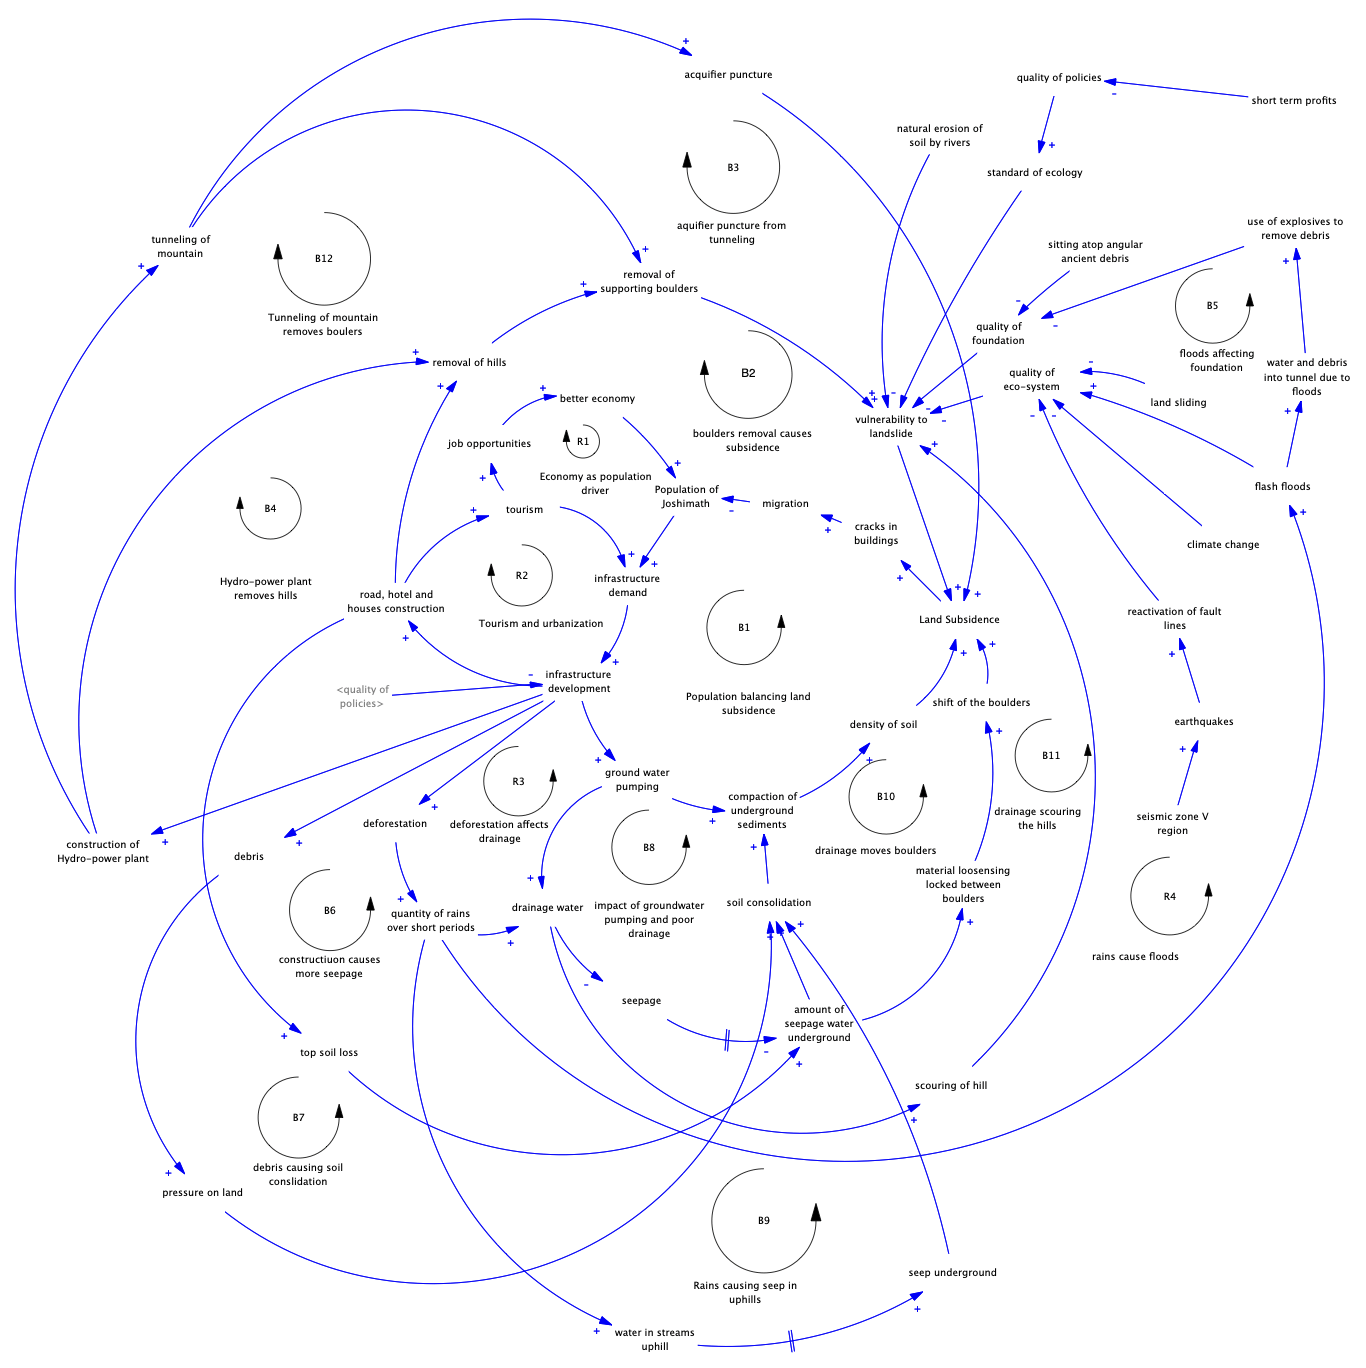 acquifier puncture
quality of policies
short term profits
natural erosion of
soil by rivers
B3
standard of ecology
aquifier puncture from
tunneling
tunneling of
mountain
B12
Tunneling of mountain
removes boulers
removal of
supporting boulders
sitting atop angular
ancient debris
use of explosives to
remove debris
B5
floods affecting
foundation
quality of
foundation
water and debris
into tunnel due to
floods
removal of hills
B2
boulders removal causes
subsidence
quality of
eco-system
land sliding
better economy
job opportunities
R1
Economy as population
driver
vulnerability to
landslide
flash floods
B4
Hydro-power plant
removes hills
tourism
Population of
Joshimath
migration
cracks in
buildings
climate change
R2
Tourism and urbanization
infrastructure
demand
road, hotel and
houses construction
B1
Population balancing land
subsidence
Land Subsidence
reactivation of fault
lines
<quality of
policies>
infrastructure
development
shift of the boulders
density of soil
earthquakes
R3
deforestation affects
drainage
ground water
pumping
B10
drainage moves boulders
B11
drainage scouring
the hills
compaction of
underground
sediments
seismic zone V
region
construction of
Hydro-power plant
debris
deforestation
B8
impact of groundwater
pumping and poor
drainage
material loosensing
locked between
boulders
R4
rains cause floods
B6
constructiuon causes
more seepage
quantity of rains
over short periods
drainage water
soil consolidation
seepage
amount of
seepage water
underground
top soil loss
scouring of hill
B7
debris causing soil
conslidation
pressure on land
B9
Rains causing seep in
uphills
seep underground
water in streams
uphill